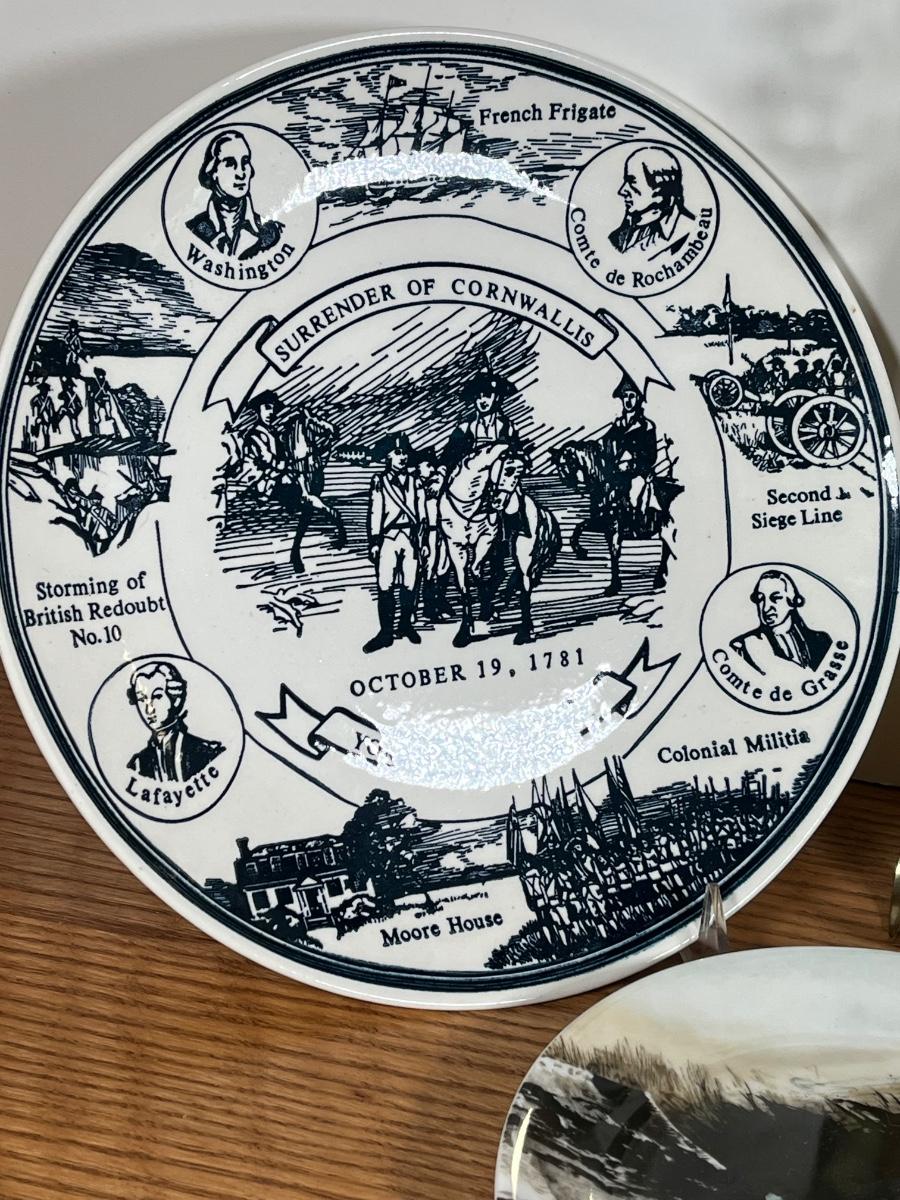 French Frigate
Washington
Comte de Rochambeau
SURRENDER OF CORNWALLIS
Second
Siege Line
Storming of
British Redoubt
No.10
OCTOBER 19, 1781
Comte de Grasse
Lafayette
Colonial Militia
Moore House